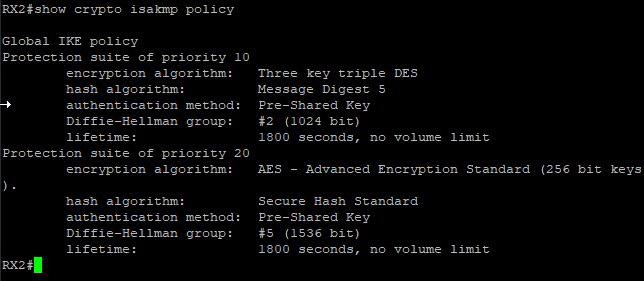 RX2#show crypto isakmp policy
Global IKE policy
Protection suite of priority 10
encryption algorithm: Three key triple DES
hash algorithm: Message Digest 5
authentication method: Pre-Shared Key
Diffie-Hellman group: #2 (1024 bit)
lifetime: 1800 seconds, no volume limit
Protection suite of priority 20
encryption algorithm: AES - Advanced Encryption Standard (256 bit keys
).
hash algorithm: Secure Hash Standard
authentication method: Pre-Shared Key
Diffie-Hellman group: #5 (1536 bit)
lifetime: 1800 seconds, no volume limit
RX2#